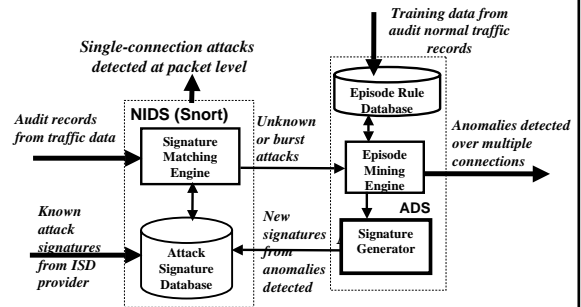 Training data from
audit normal traffic
records
Single-connection attacks
detected at packet level
NIDS (Snort)
Episode Rule
Database
Audit records
from traffic data
Signature
Matching
Engine
Unknown
or burst
attacks
Episode
Mining
Engine
Anomalies detected
over multiple
connections
ADS
Known
attack
signatures
from ISD
provider
Attack
Signature
Database
New
signatures
from
anomalies
detected
Signature
Generator